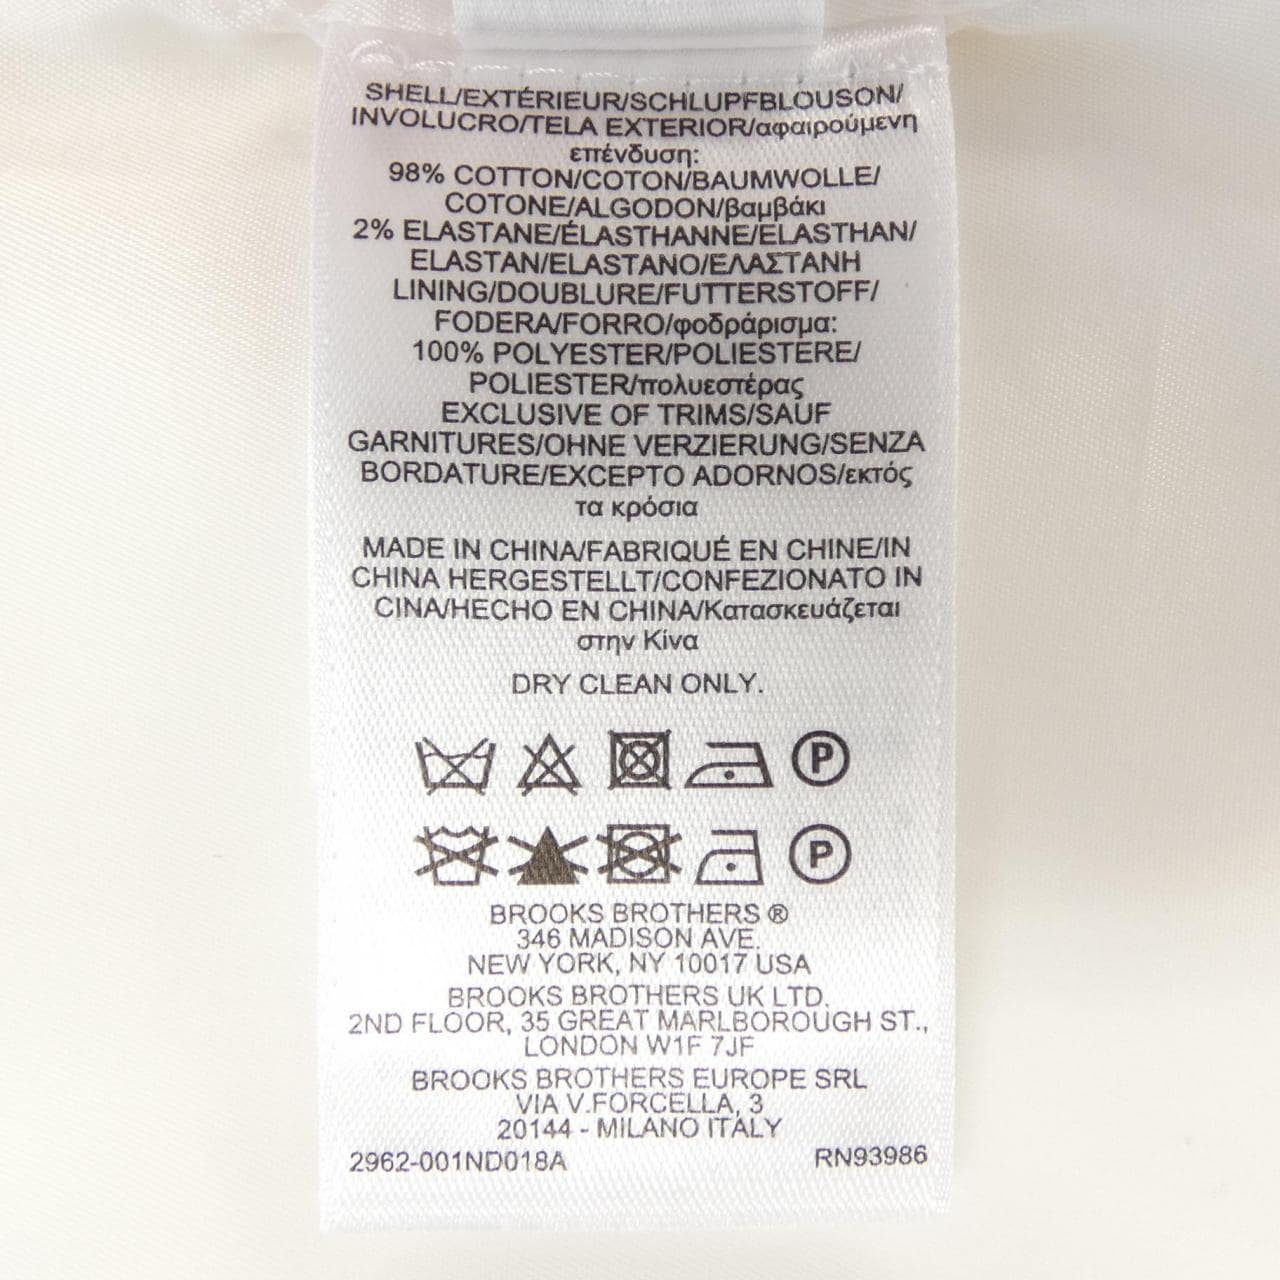 SHELL/EXTÉRIEUR/SCHLUPFBLOUSON/
INVOLUCRO/TELA EXTERIOR/αφαιρούμενη
επένδυση:
98% COTTON/COTON/BAUMWOLLE/
COTONE/ALGODON/βαμβάκι
2% ELASTANE/ÉLASTHANNE/ELASTHAN/
ELASTAN/ELASTANO/ΕΛΑΣΤΑΝΗ
LINING/DOUBLURE/FUTTERSTOFF/
FODERA/FORRO/φοδράρισμα:
100% POLYESTER/POLIESTERE/
POLIESTER/πολυεστέρας
EXCLUSIVE OF TRIMS/SAUF
GARNITURES/OHNE VERZIERUNG/SENZA
BORDATURE/EXCEPTO ADORNOS/εκτός
τα κρόσια
MADE IN CHINA/FABRIQUÉ EN CHINE/IN
CHINA HERGESTELLT/CONFEZIONATO IN
CINA/HECHO EN CHINA/Κατασκευάζεται
στην Κίνα
DRY CLEAN ONLY.
P
P
BROOKS BROTHERS ®
346 MADISON AVE.
NEW YORK, NY 10017 USA
BROOKS BROTHERS UK LTD.
2ND FLOOR, 35 GREAT MARLBOROUGH ST.,
LONDON W1F 7JF
BROOKS BROTHERS EUROPE SRL
VIA V.FORCELLA, 3
20144 - MILANO ITALY
2962-001ND018A RN93986